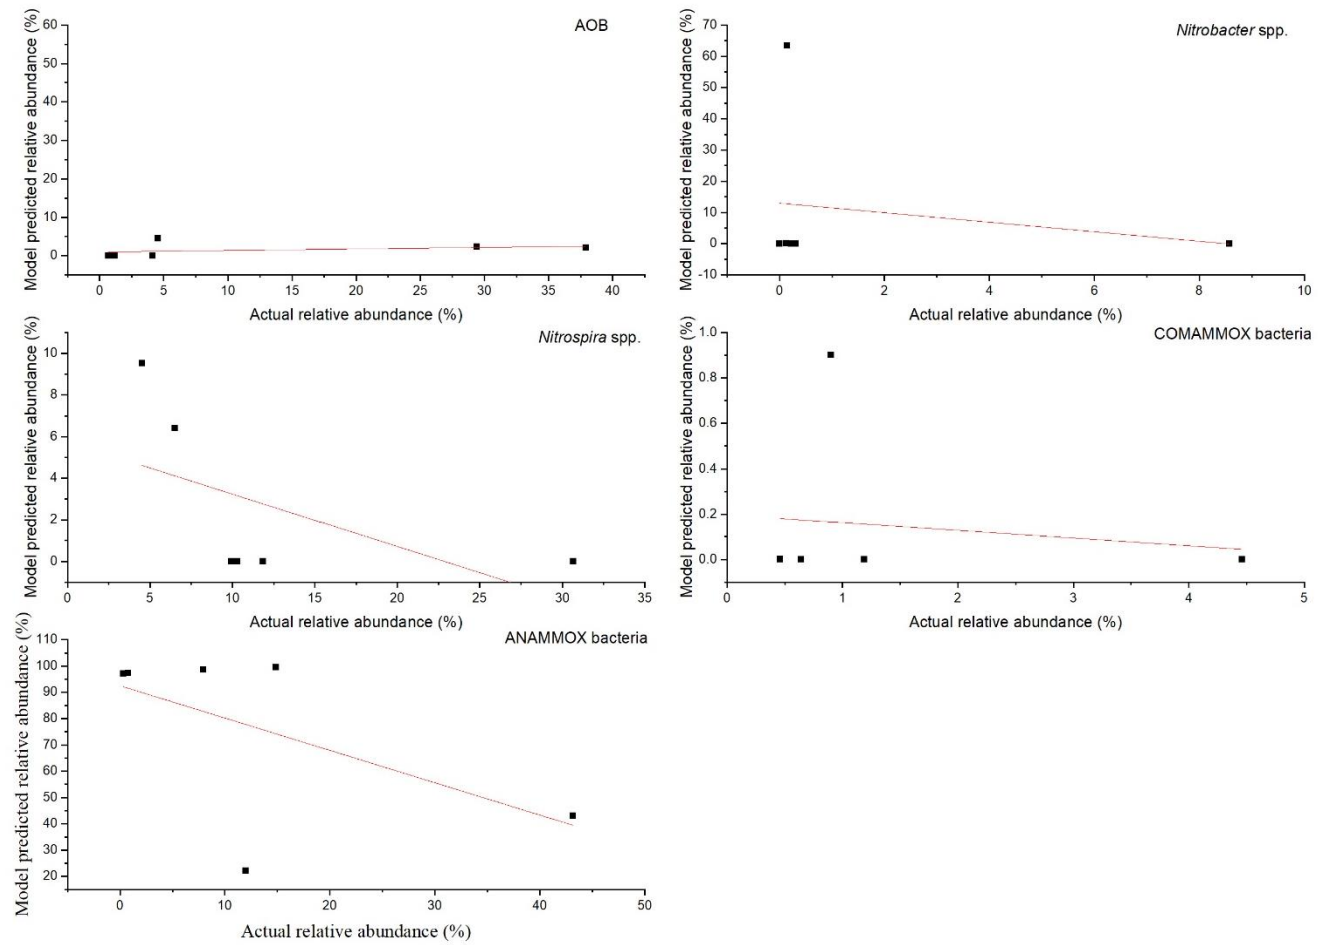 AOB
Model predicted relative abundance (%)
60
50
40
30
20
10
0
0 5 10 15 20 25 30 35 40
Actual relative abundance (%)
Nitrobacter spp.
Model predicted relative abundance (%)
70
60
50
40
30
20
10
0
-10
0 2 4 6 8 10
Actual relative abundance (%)
Nitrospira spp.
Model predicted relative abundance (%)
10
8
6
4
2
0
0 5 10 15 20 25 30 35
Actual relative abundance (%)
COMAMMOX bacteria
Model predicted relative abundance (%)
1.0
0.8
0.6
0.4
0.2
0.0
0 1 2 3 4 5
Actual relative abundance (%)
ANAMMOX bacteria
Model predicted relative abundance (%)
110
100
90
80
70
60
50
40
30
20
0 10 20 30 40 50
Actual relative abundance (%)